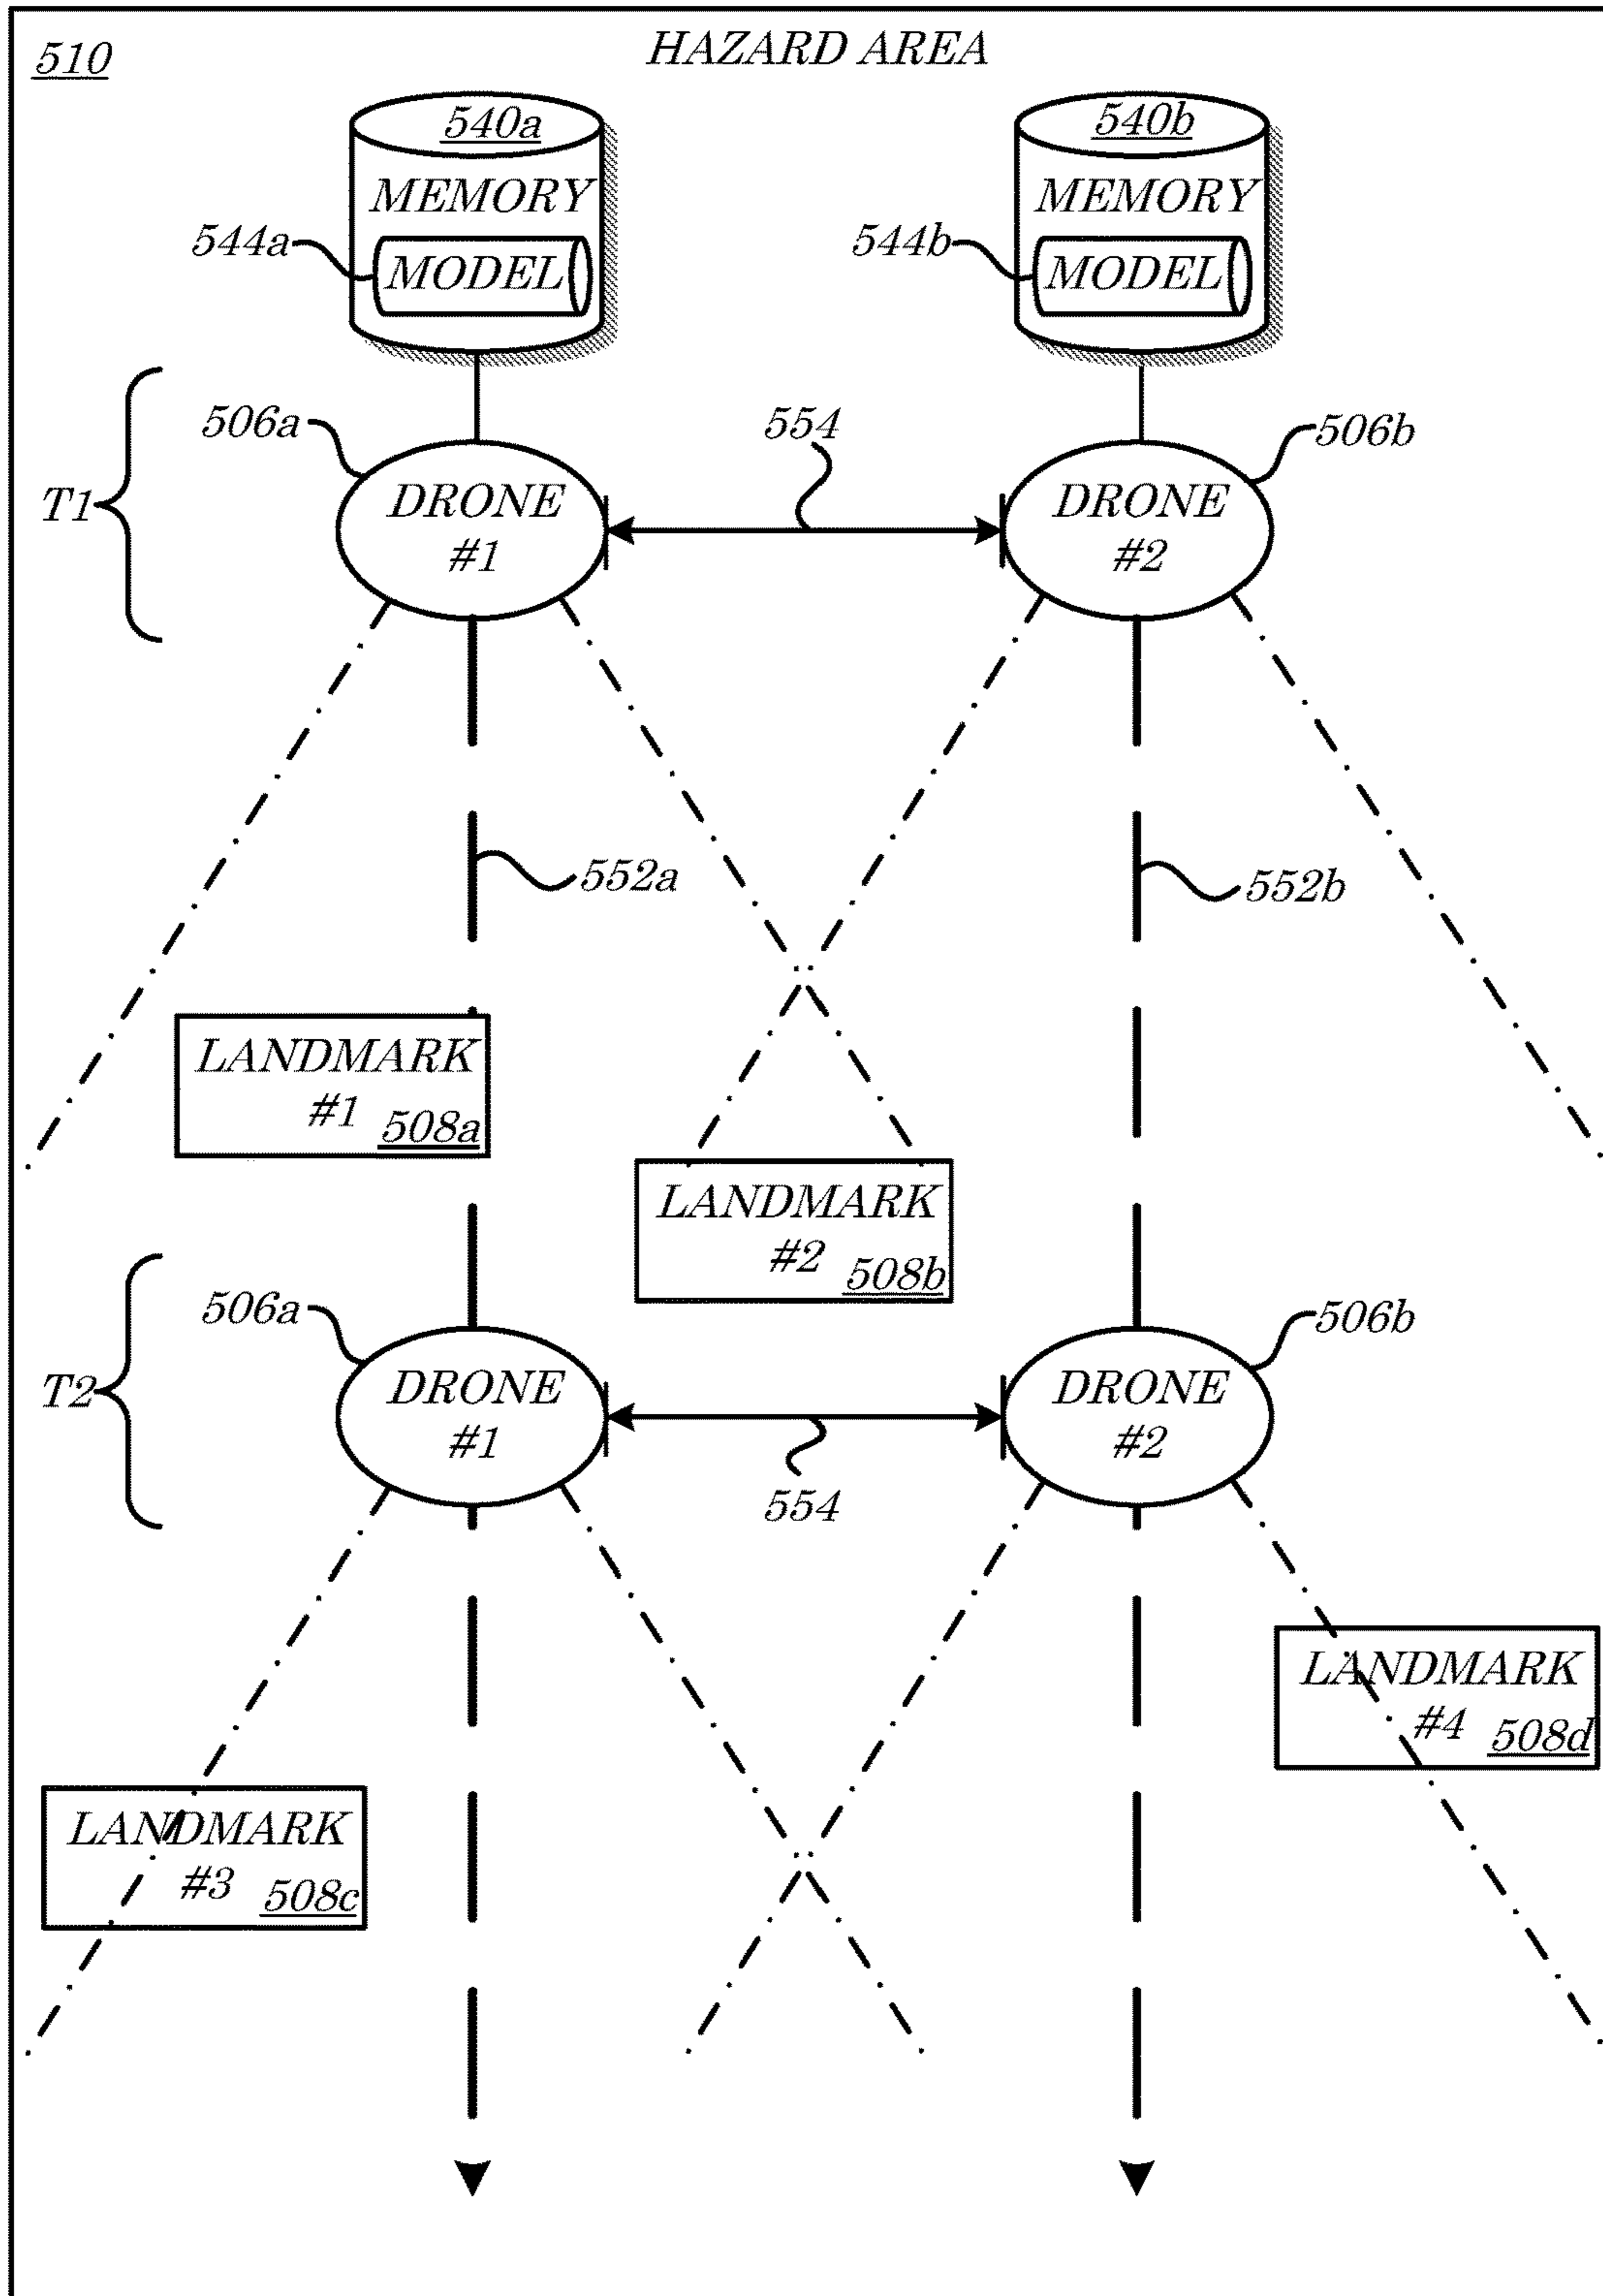 HAZARD AREA
510
540a
540b
MEMORY
MEMORY
544a
MODEL
544b
MODEL
506a
554
506b
T1
DRONE
#1
DRONE
#2
552a
552b
LANDMARK
#1 508a
LANDMARK
#2 508b
506a
506b
T2
DRONE
#1
DRONE
#2
554
LANDMARK
#4 508d
LANDMARK
#3 508c